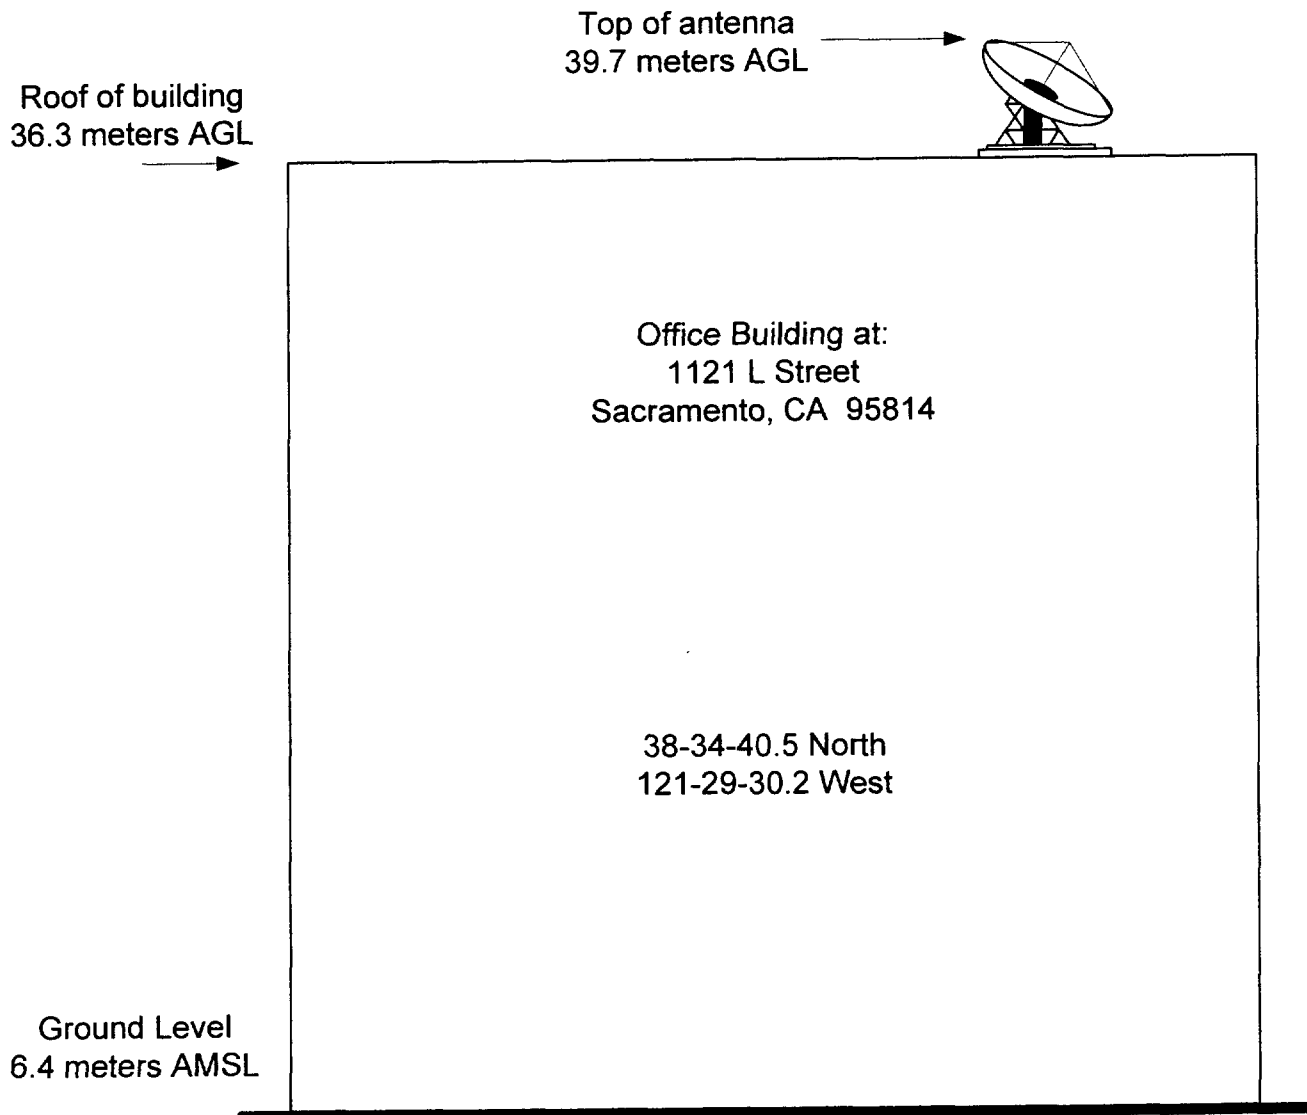 Top of antenna
39.7 meters AGL
Roof of building
36.3 meters AGL
Office Building at:
1121 L Street
Sacramento, CA  95814
38-34-40.5 North
121-29-30.2 West
Ground Level
6.4 meters AMSL